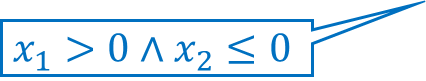 x₁ > 0 ∧ x₂ ≤ 0